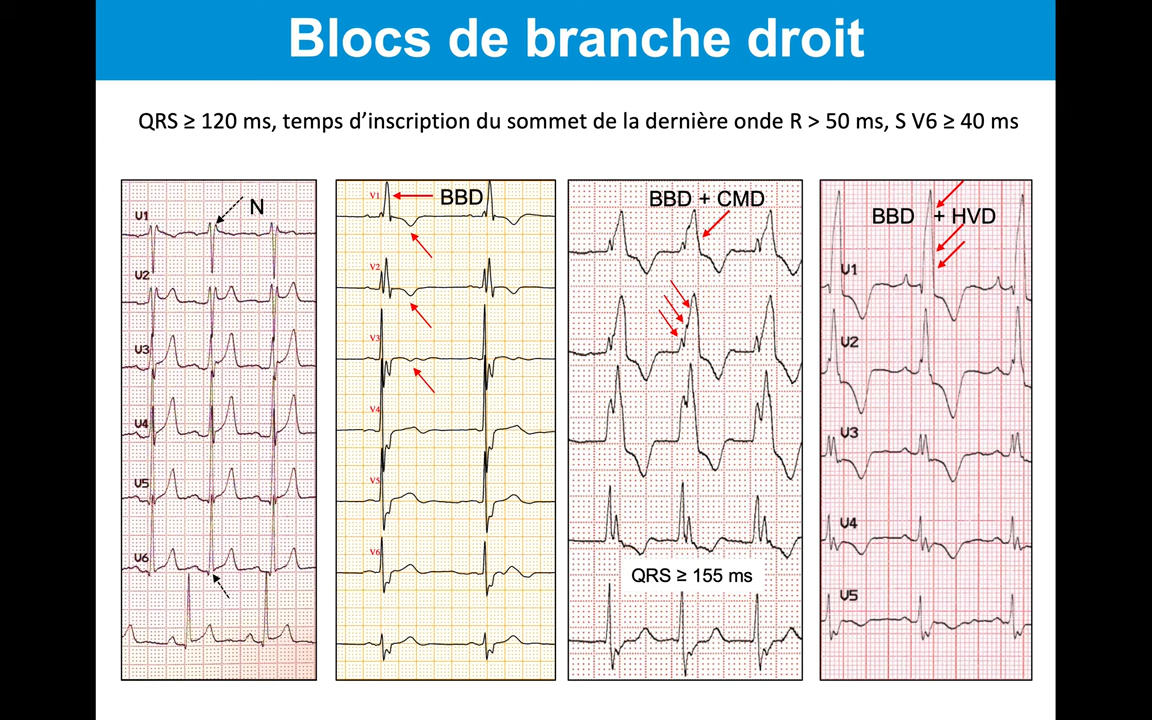 Blocs de branche droit
QRS ≥ 120 ms, temps d’inscription du sommet de la dernière onde R > 50 ms, S V6 ≥ 40 ms
N
V1
V2
V3
V4
V5
V6
BBD
V1
V2
V3
V4
V5
V6
BBD + CMD
QRS ≥ 155 ms
BBD + HVD
V1
V2
V3
V4
V5